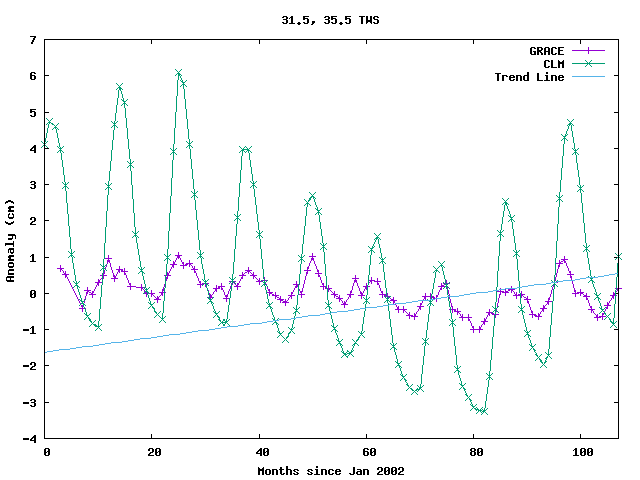 31.5, 35.5 TWS
GRACE
CLM
Trend Line
7
6
5
4
3
2
1
0
-1
-2
-3
-4
Anomaly (cm)
0 20 40 60 80 100
Months since Jan 2002